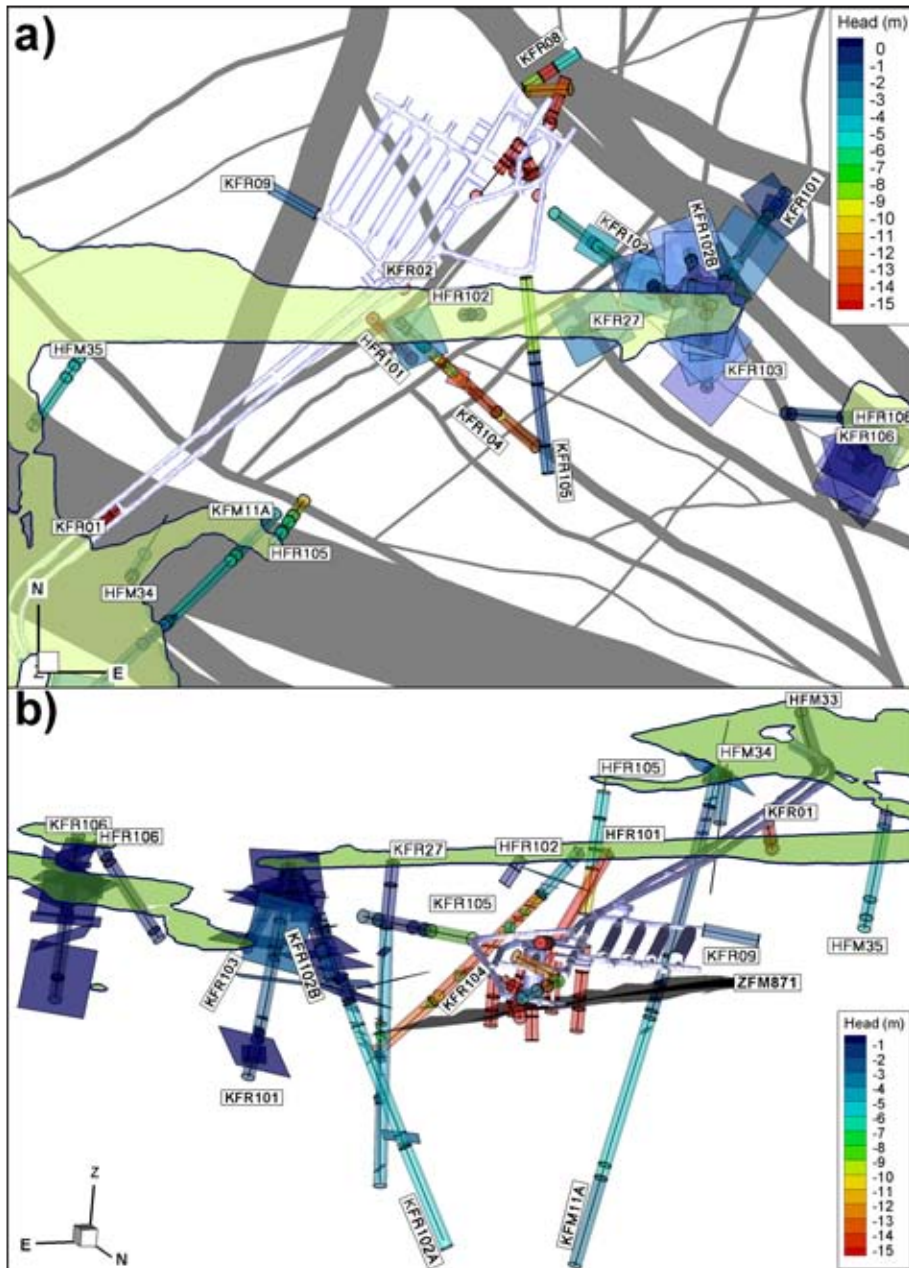 a)
Head (m)
0
-1
-2
-4
-5
-6
-7
-8
-10
-11
-12
-13
-14
-15
KFR08
KFR09
KFR101
KFR102B
KFR102
KFR02
HFR102
KFR27
HFM35
HFR101
KFR103
KFR104
HFR106
KFR106
KFR105
KFR01
KFM11A
HFR105
HFM34
N
Z
E
b)
HFM33
HFM34
HFR105
KFR106
HFR106
KFR27
HFR102
HFR101
KFR01
KFR105
KFR09
HFM35
KFR103
KFR102B
KFR104
ZFM871
KFR101
Head (m)
-1
-2
-3
-4
-5
-6
-7
-9
-10
-11
-12
-13
-14
-15
KFR102A
KFM11A
Z
E
N